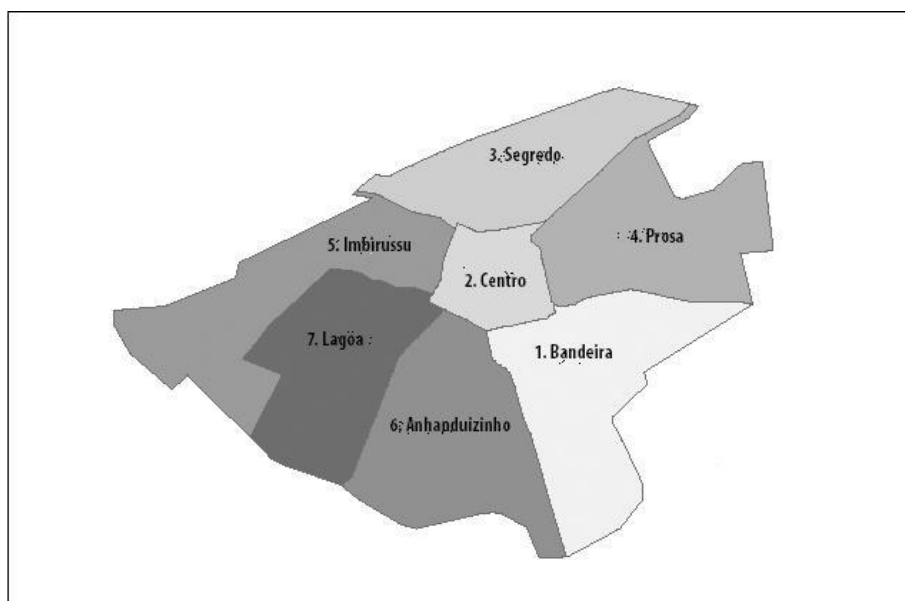 3. Segredo
4. Prosa
5. Imbirussu
2. Centro
7. Lagoa
1. Bandeira
6. Anhanduizinho